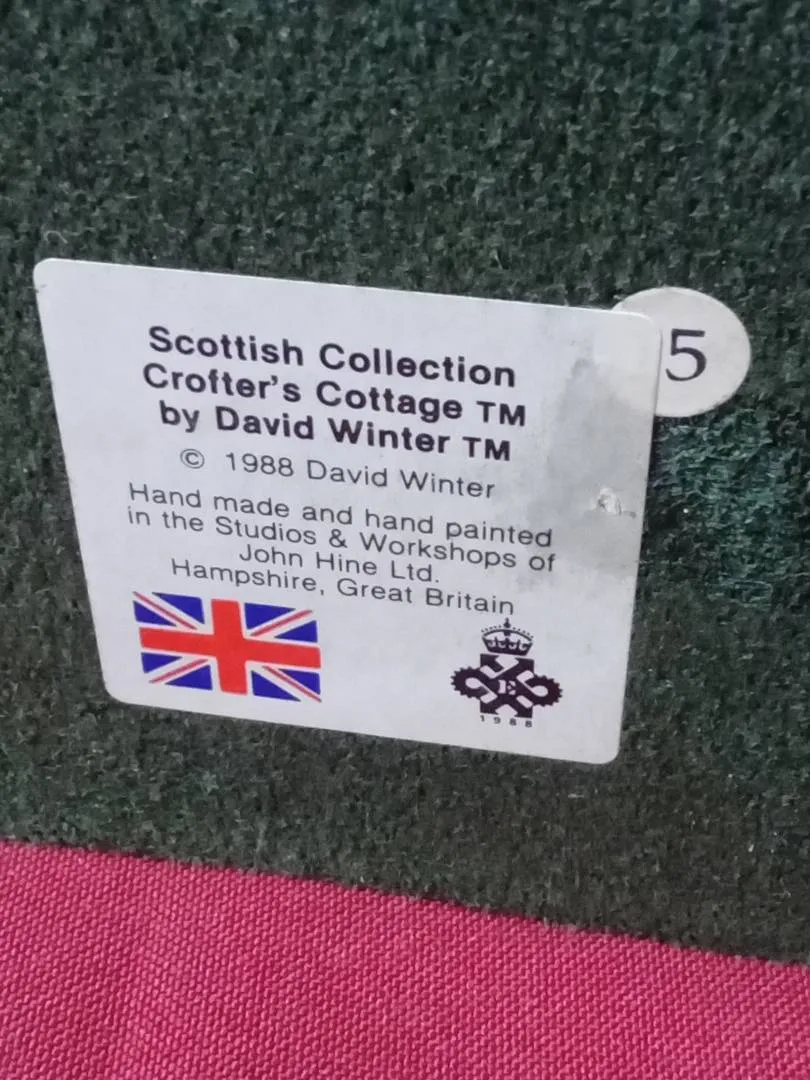 Scottish Collection
Crofter's Cottage TM
by David Winter TM
© 1988 David Winter
Hand made and hand painted
in the Studios & Workshops of
John Hine Ltd.
Hampshire, Great Britain
E
1988
5